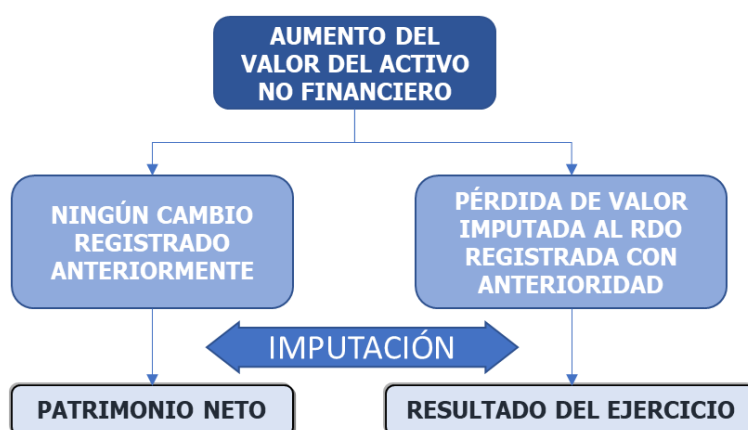 AUMENTO DEL
VALOR DEL ACTIVO
NO FINANCIERO
NINGÚN CAMBIO
REGISTRADO
ANTERIORMENTE
PÉRDIDA DE VALOR
IMPUTADA AL RDO
REGISTRADA CON
ANTERIORIDAD
IMPUTACIÓN
PATRIMONIO NETO
RESULTADO DEL EJERCICIO